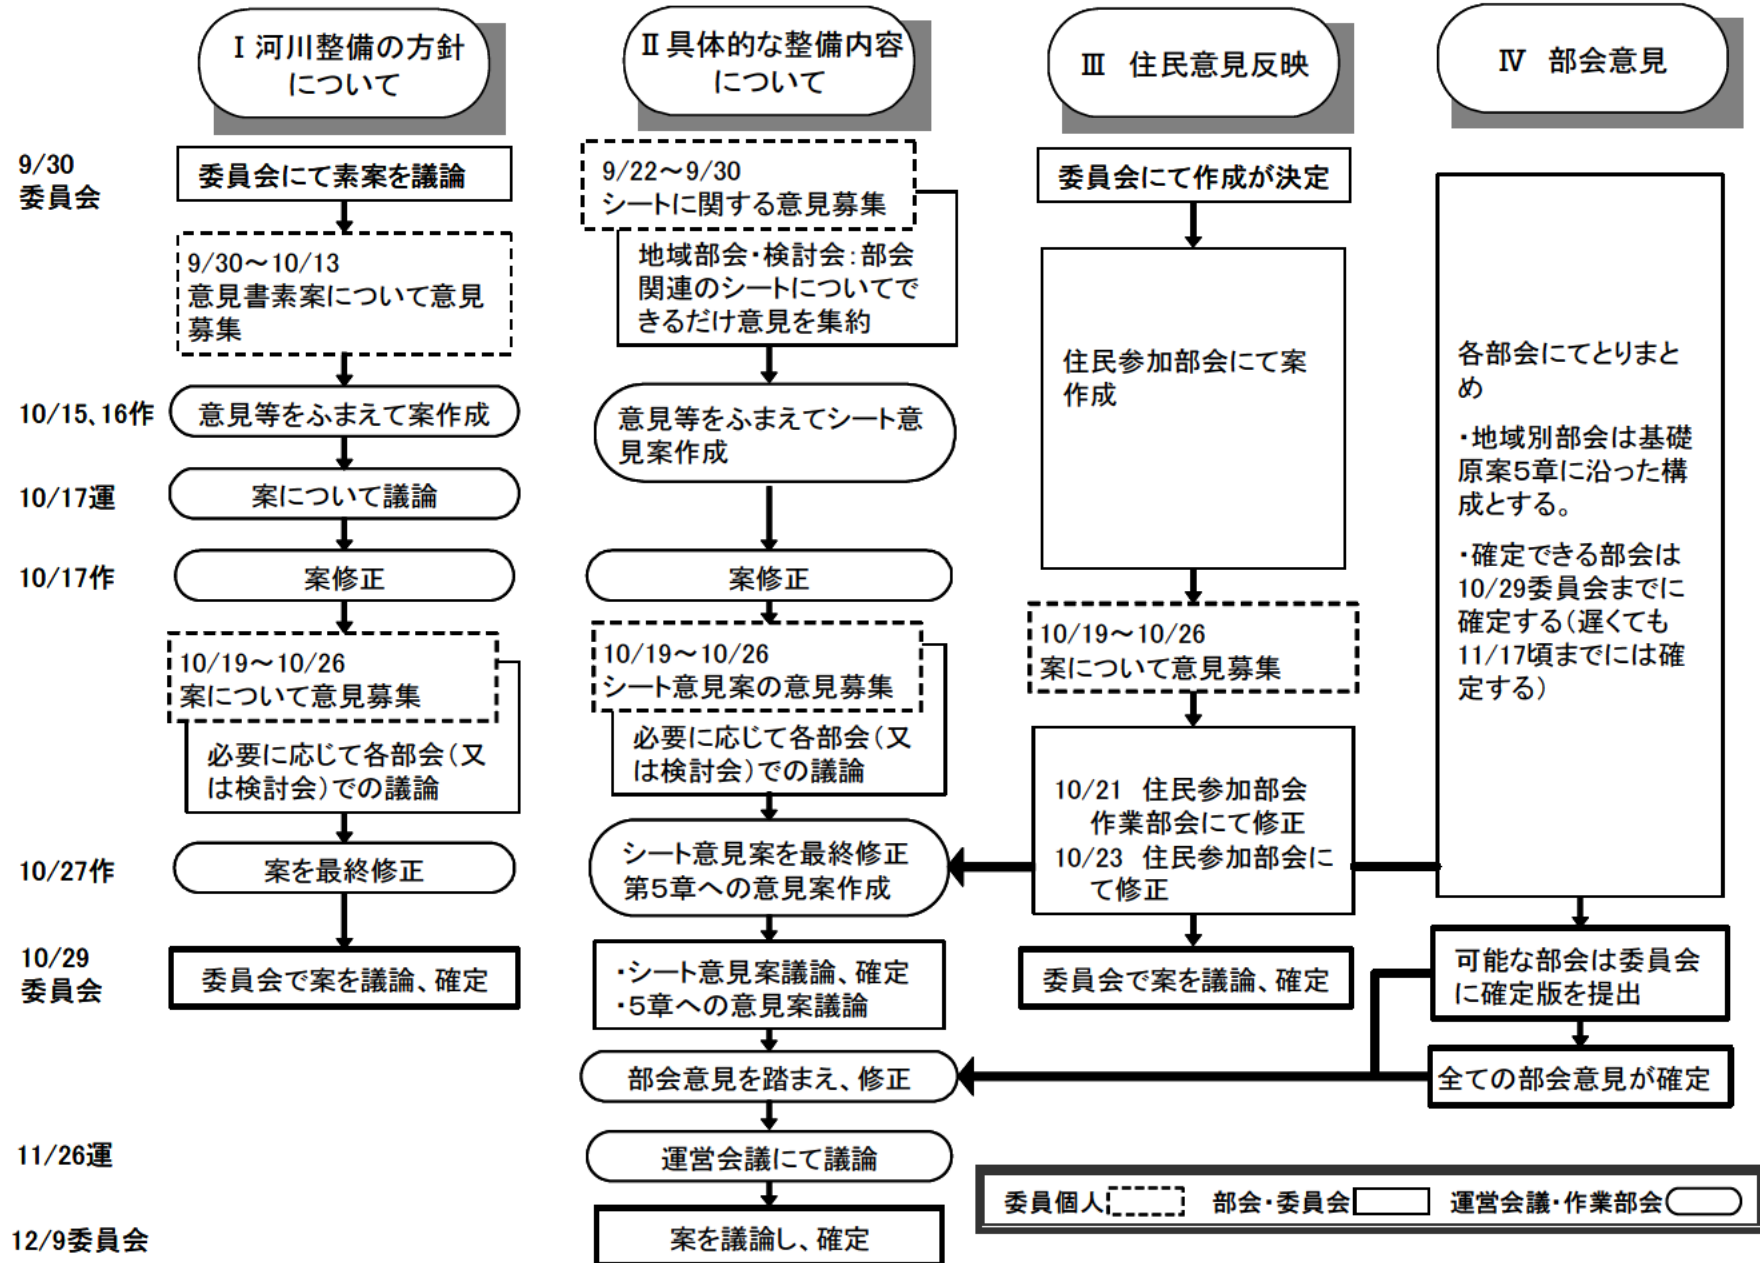 Ⅰ 河川整備の方針
について
Ⅱ 具体的な整備内容
について
Ⅲ 住民意見反映
Ⅳ 部会意見
9/30
委員会
委員会にて素案を議論
9/30～10/13
意見書素案について意見
募集
10/15、16作
意見等をふまえて案作成
10/17運
案について議論
10/17作
案修正
10/19～10/26
案について意見募集
必要に応じて各部会（又
は検討会）での議論
10/27作
案を最終修正
10/29
委員会
委員会で案を議論、確定
9/22～9/30
シートに関する意見募集
地域部会・検討会：部会
関連のシートについてで
きるだけ意見を集約
意見等をふまえてシート意
見案作成
案修正
10/19～10/26
シート意見案の意見募集
必要に応じて各部会（又
は検討会）での議論
シート意見案を最終修正
第5章への意見案作成
・シート意見案議論、確定
・5章への意見案議論
部会意見を踏まえ、修正
11/26運
運営会議にて議論
12/9委員会
案を議論し、確定
委員会にて作成が決定
住民参加部会にて案
作成
10/19～10/26
案について意見募集
10/21 住民参加部会
作業部会にて修正
10/23 住民参加部会に
て修正
委員会で案を議論、確定
各部会にてとりまと
め
・地域別部会は基礎
原案5章に沿った構
成とする。
・確定できる部会は
10/29委員会までに
確定する（遅くても
11/17頃までには確
定する）
可能な部会は委員会
に確定版を提出
全ての部会意見が確定
委員個人 部会・委員会 運営会議・作業部会